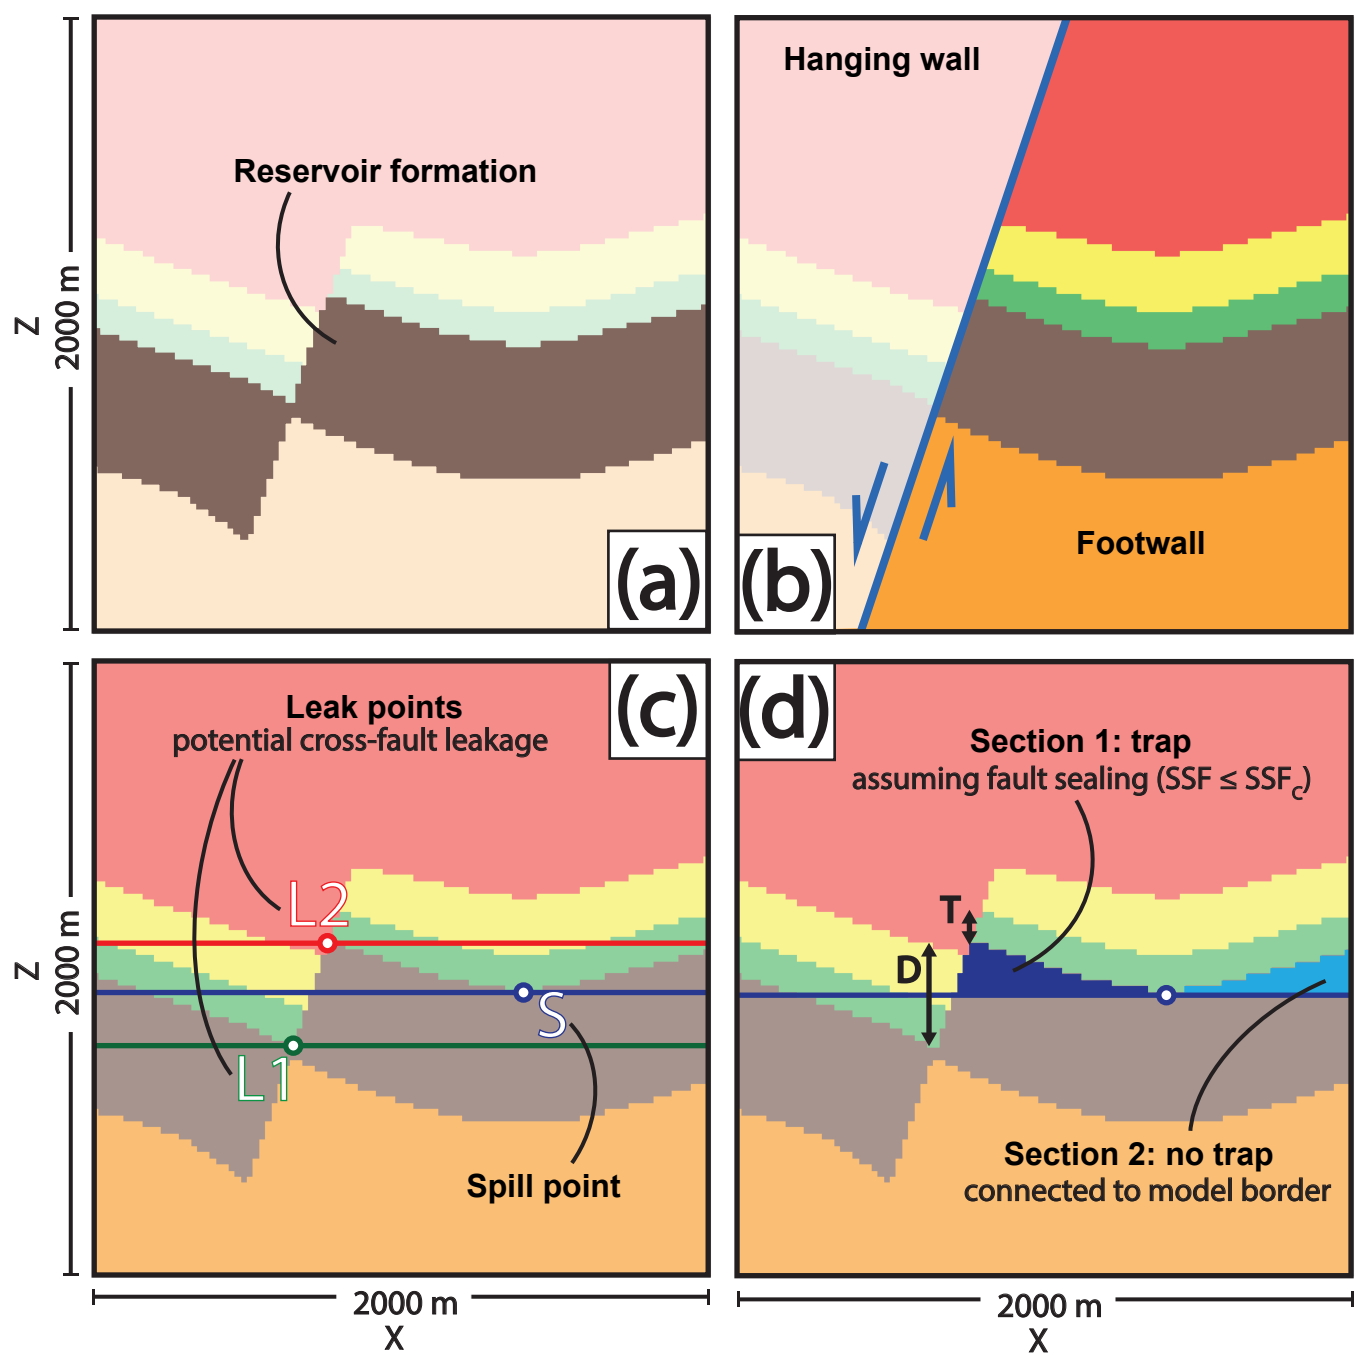 Reservoir formation
Z
2000 m
(a)
Hanging wall
Footwall
(b)
Leak points
potential cross-fault leakage
(c)
L2
S
L1
Spill point
Z
2000 m
2000 m
X
(d)
Section 1: trap
assuming fault sealing (SSF ≤ SSFc)
T
D
Section 2: no trap
connected to model border
2000 m
X